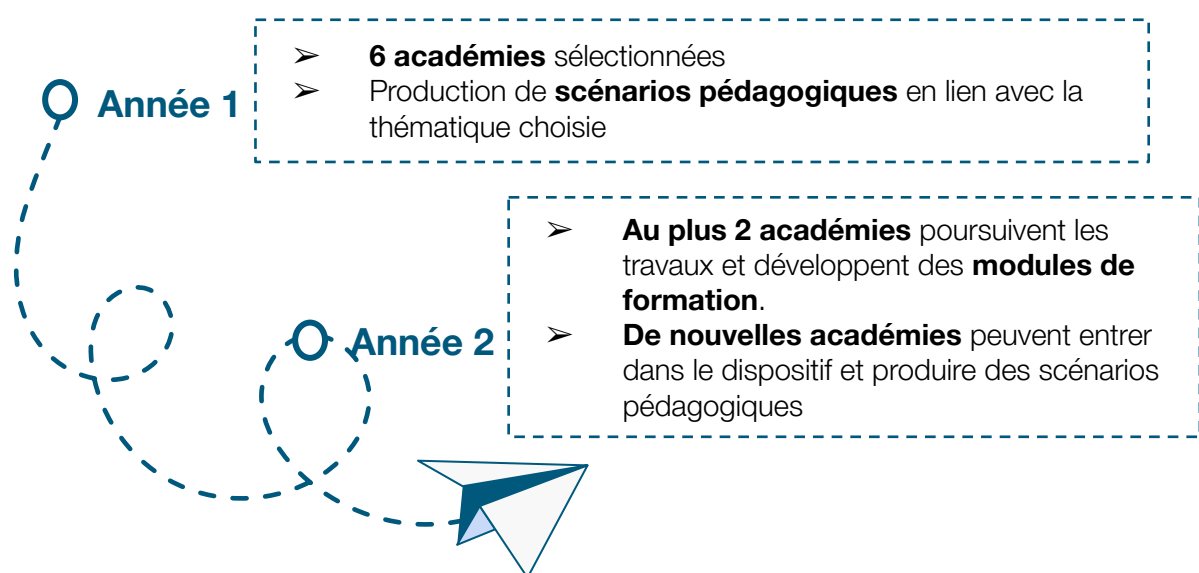 Année 1
➢ 6 académies sélectionnées
➢ Production de scénarios pédagogiques en lien avec la
thématique choisie
Année 2
➢ Au plus 2 académies poursuivent les
travaux et développent des modules de
formation.
➢ De nouvelles académies peuvent entrer
dans le dispositif et produire des scénarios
pédagogiques